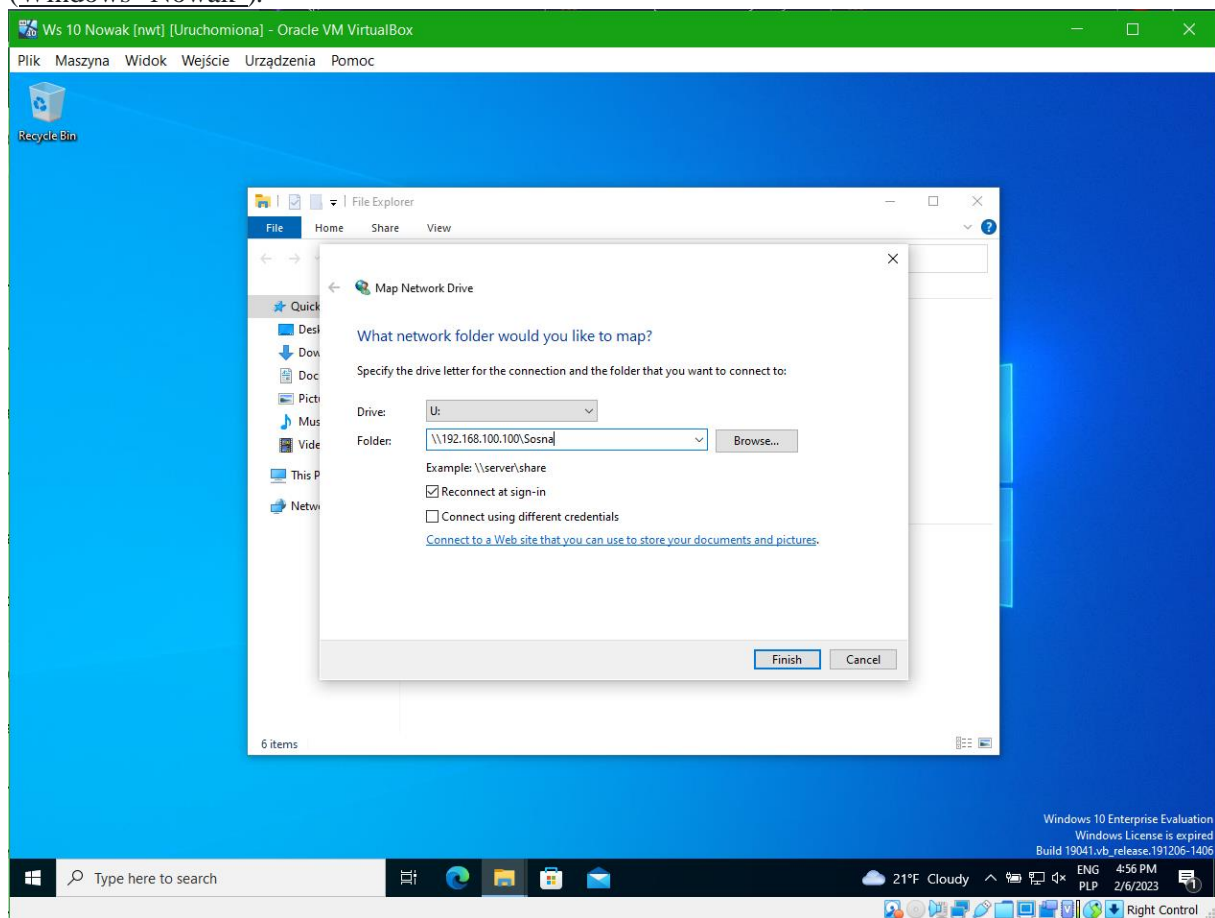 (Windows "Nowak").
Ws 10 Nowak [nwt] [Uruchomiona] - Oracle VM VirtualBox
Plik Maszyna Widok Wejście Urządzenia Pomoc
Recycle Bin
File Explorer
File Home Share View
Map Network Drive
Quick
What network folder would you like to map?
Desk
Dow
Specify the drive letter for the connection and the folder that you want to connect to:
Doc
Pictu
Drive: U:
Mus
Folder: \\192.168.100.100\Sosna Browse...
Vide
Example: \\server\share
This P
Reconnect at sign-in
Netwo
Connect using different credentials
Connect to a Web site that you can use to store your documents and pictures.
Finish Cancel
6 items
Windows 10 Enterprise Evaluation
Windows License is expired
Build 19041.vb_release.191206-1406
Type here to search
21°F Cloudy
ENG 4:56 PM
PLP 2/6/2023
1
Right Control